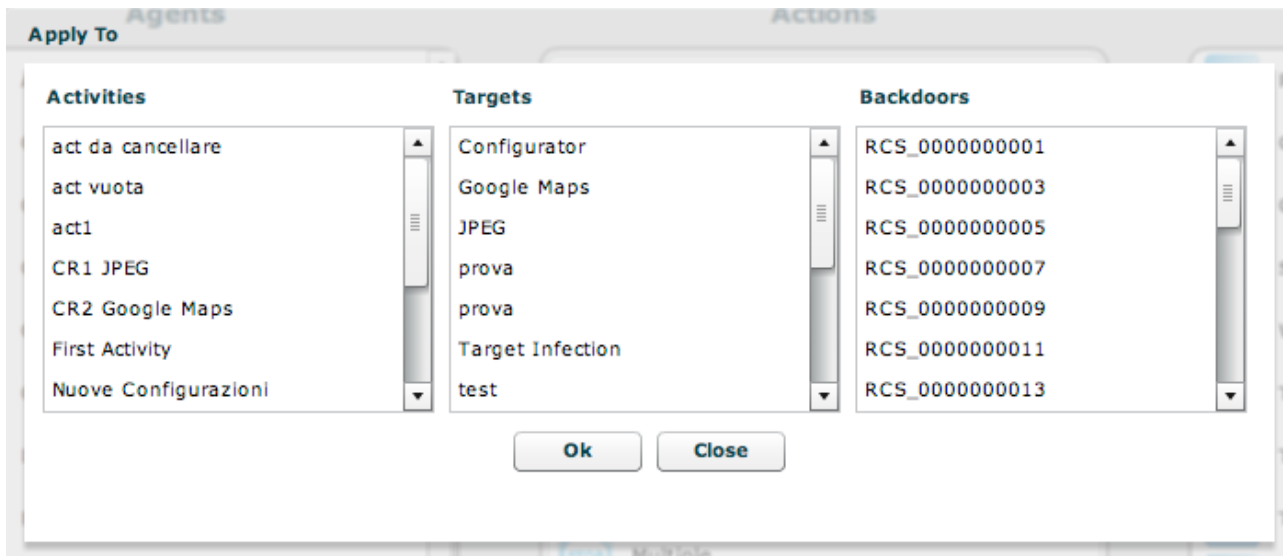 Agents
Actions
Apply To
Activities
Targets
Backdoors
act da cancellare
act vuota
act1
CR1 JPEG
CR2 Google Maps
First Activity
Nuove Configurazioni
Configurator
Google Maps
JPEG
prova
prova
Target Infection
test
RCS_0000000001
RCS_0000000003
RCS_0000000005
RCS_0000000007
RCS_0000000009
RCS_0000000011
RCS_0000000013
Ok
Close
Multiple